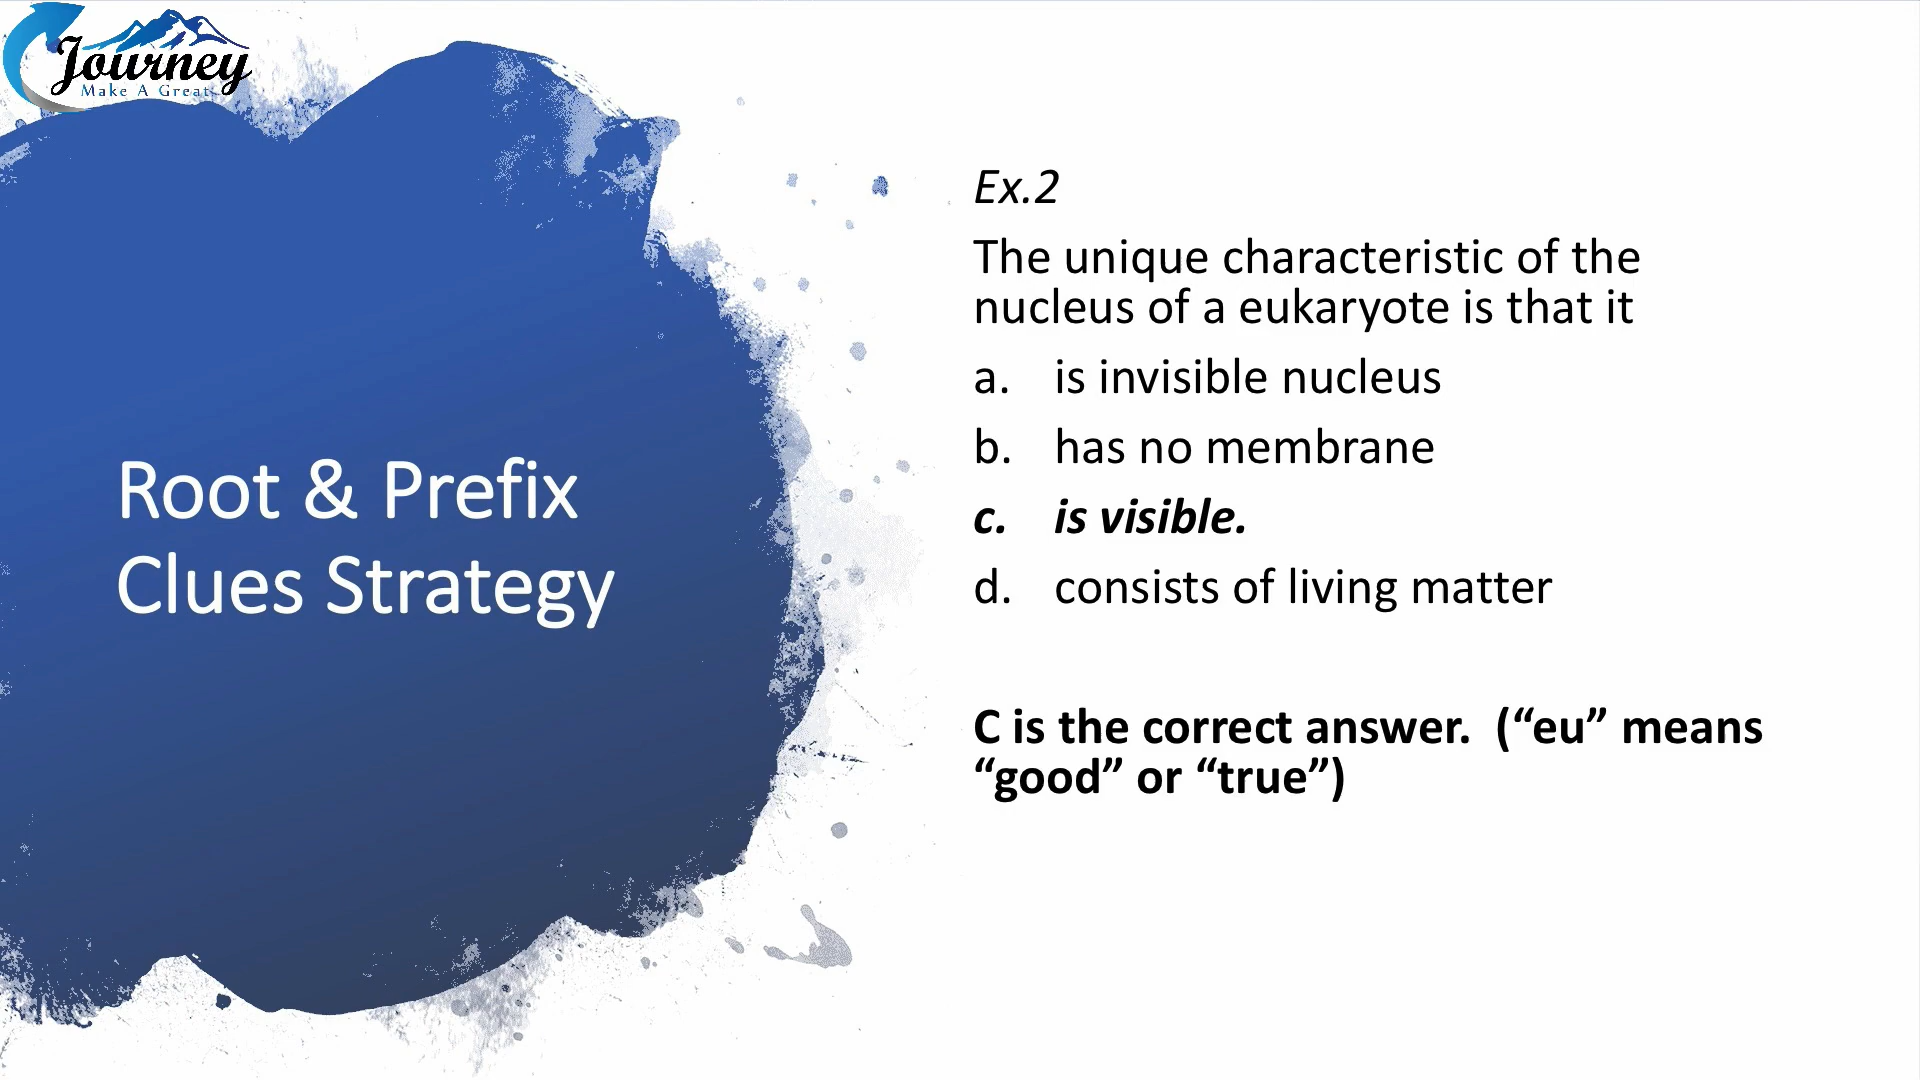 Journey
Make A Great
Root & Prefix
Clues Strategy
Ex.2
The unique characteristic of the
nucleus of a eukaryote is that it
a. is invisible nucleus
b. has no membrane
c. is visible.
d. consists of living matter
C is the correct answer. (“eu” means
“good” or “true”)